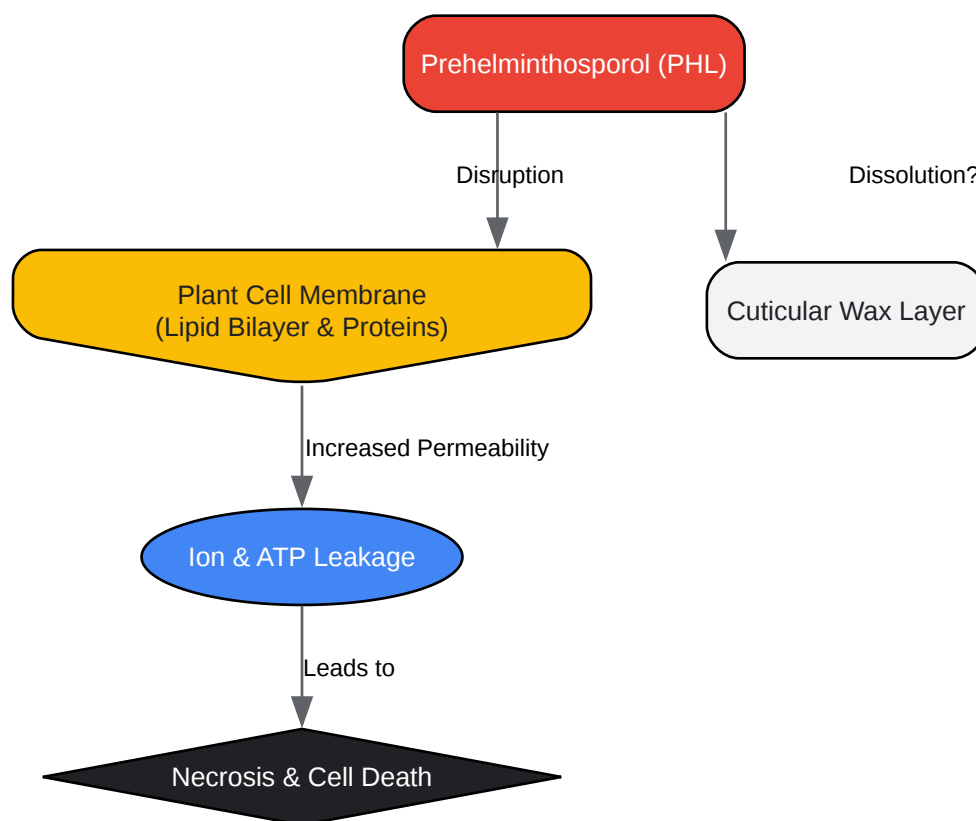 Prehelminthosporol (PHL)
Disruption
Dissolution?
Plant Cell Membrane
(Lipid Bilayer & Proteins)
Cuticular Wax Layer
Increased Permeability
Ion & ATP Leakage
Leads to
Necrosis & Cell Death